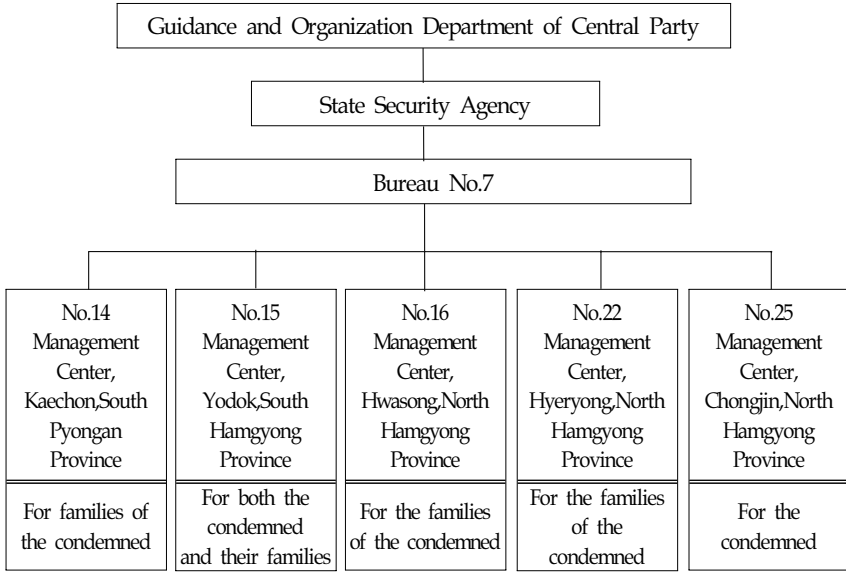 Guidance and Organization Department of Central Party
State Security Agency
Bureau No.7
No.14
Management
Center,
Kaechon,South
Pyongan
Province
For families of
the condemned
No.15
Management
Center,
Yodok,South
Hamgyong
Province
For both the
condemned
and their families
No.16
Management
Center,
Hwasong,North
Hamgyong
Province
For the families
of the condemned
No.22
Management
Center,
Hyeryong,North
Hamgyong
Province
For the families
of the
condemned
No.25
Management
Center,
Chongjin,North
Hamgyong
Province
For the
condemned